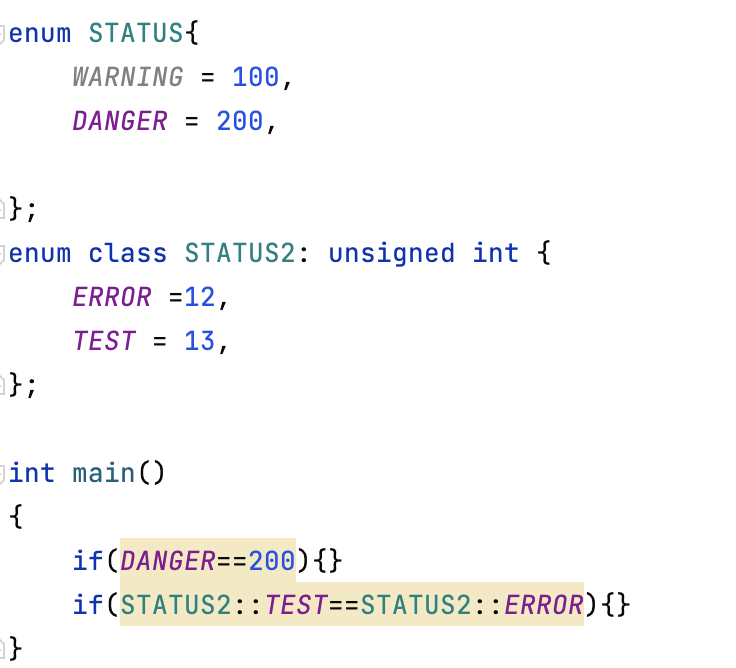 enum STATUS{
    WARNING = 100,
    DANGER = 200,

};
enum class STATUS2: unsigned int {
    ERROR =12,
    TEST = 13,
};

int main()
{
    if(DANGER==200){}
    if(STATUS2::TEST==STATUS2::ERROR){}
}